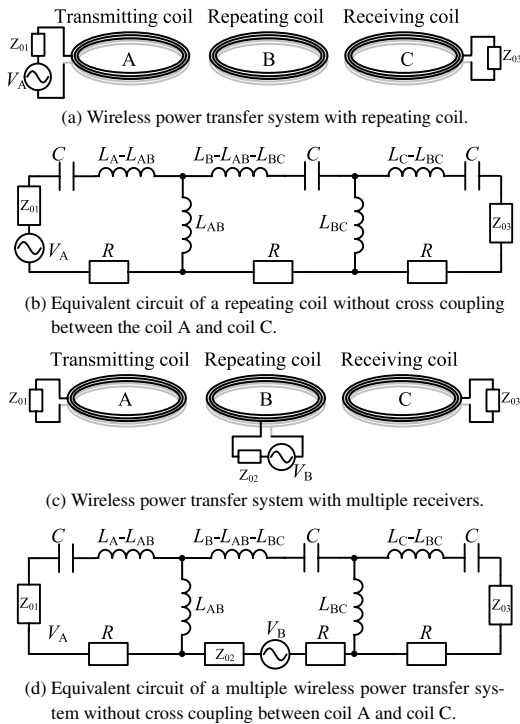 Transmitting coil Repeating coil Receiving coil
Z01
VA
A
B
C
Z03
(a) Wireless power transfer system with repeating coil.
C LA-LAB LB-LAB-LBC C LC-LBC C
Z01
LAB
LBC
Z03
VA
R R R
(b) Equivalent circuit of a repeating coil without cross coupling
between the coil A and coil C.
Transmitting coil Repeating coil Receiving coil
Z01
A
B
C
Z03
Z02
VB
(c) Wireless power transfer system with multiple receivers.
C LA-LAB LB-LAB-LBC C LC-LBC C
Z01
LAB
LBC
Z03
VA
R
Z02
VB
R
R
(d) Equivalent circuit of a multiple wireless power transfer sys-
tem without cross coupling between coil A and coil C.